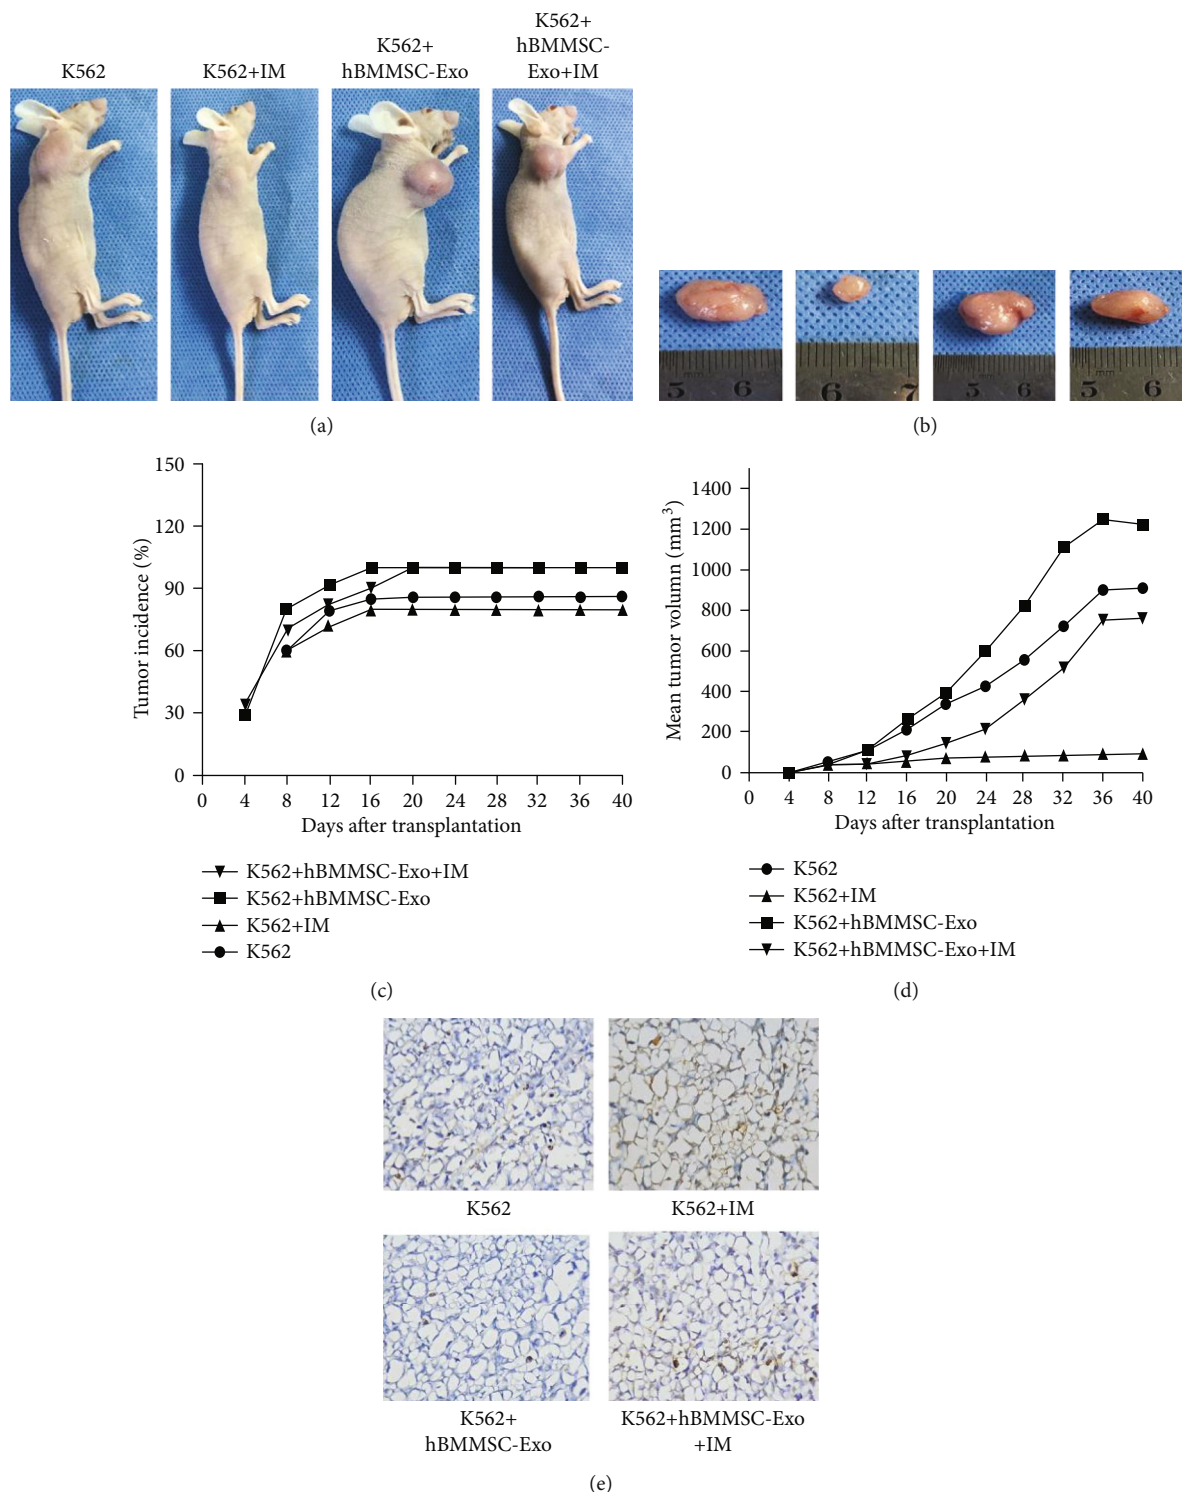 K562
K562+IM
K562+
hBMMSC-Exo
K562+
hBMMSC-
Exo+IM
(a)
mm
5 6
6 7
5 6
mm
5 6
(b)
150
120
90
60
30
0
Tumor incidence (%)
0 4 8 12 16 20 24 28 32 36 40
Days after transplantation
K562+hBMMSC-Exo+IM
K562+hBMMSC-Exo
K562+IM
K562
(c)
1400
1200
1000
800
600
400
200
0
Mean tumor volumn (mm3)
0 4 8 12 16 20 24 28 32 36 40
Days after transplantation
K562
K562+IM
K562+hBMMSC-Exo
K562+hBMMSC-Exo+IM
(d)
K562
K562+IM
K562+
hBMMSC-Exo
K562+hBMMSC-Exo
+IM
(e)